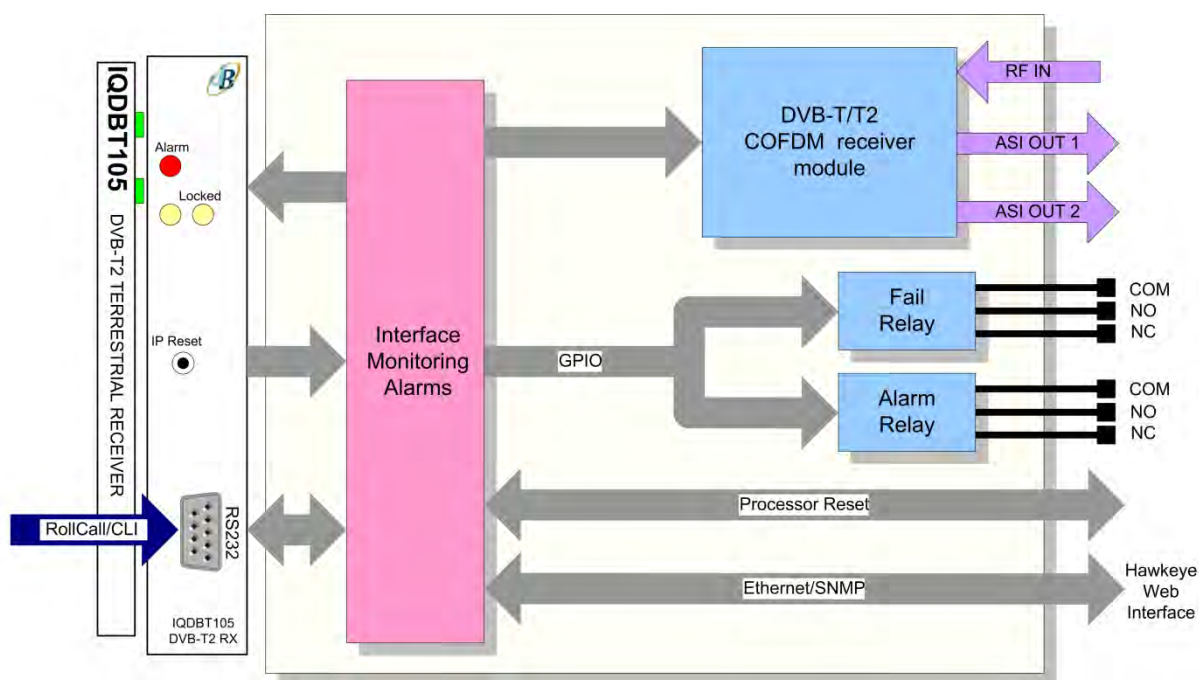 IQDBT105
DVB-T2 TERRESTRIAL RECEIVER
B
Alarm
Locked
IP Reset
RollCall/CLI
RS232
IQDBT105
DVB-T2 RX
Interface
Monitoring
Alarms
DVB-T/T2
COFDM receiver
module
RF IN
ASI OUT 1
ASI OUT 2
GPIO
Fail
Relay
COM
NO
NC
Alarm
Relay
COM
NO
NC
Processor Reset
Ethernet/SNMP
Hawkeye
Web
Interface